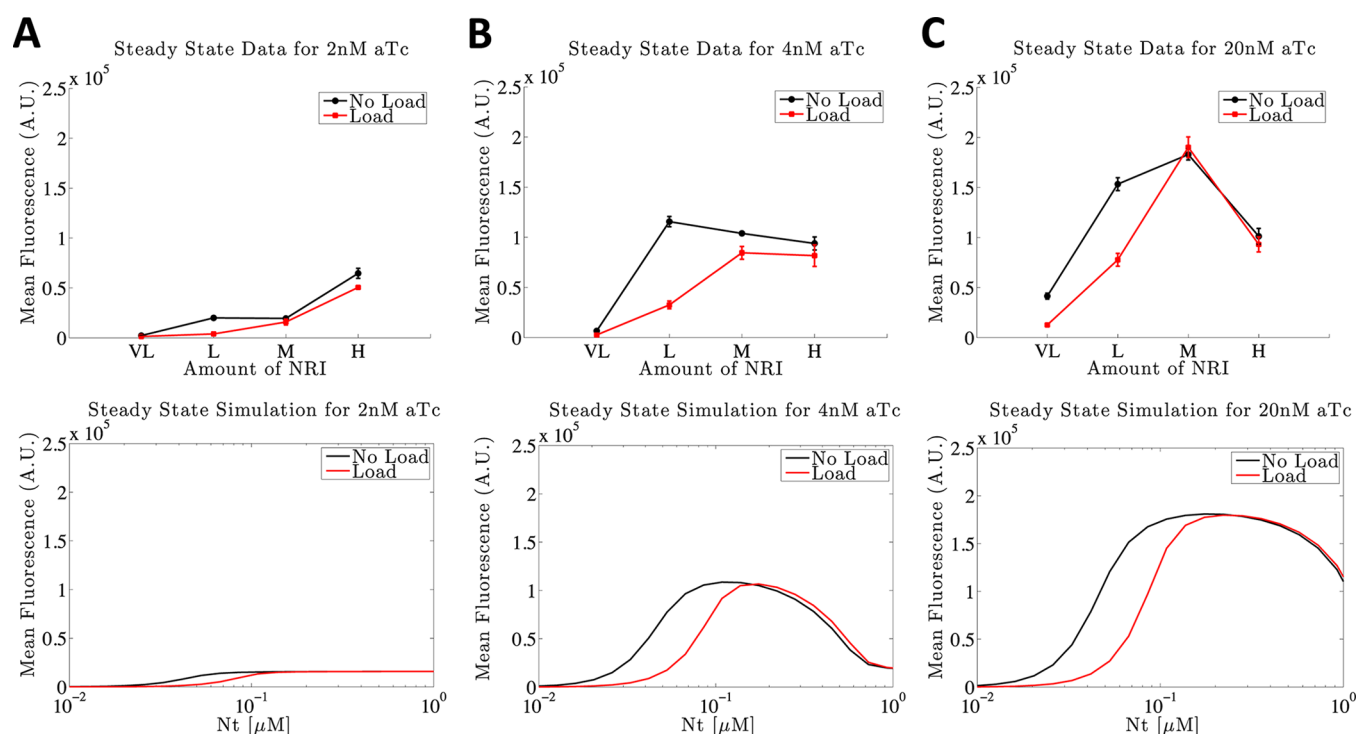 A
Steady State Data for 2nM aTc
x 10^5
Mean Fluorescence (A.U.)
2.5
2
1.5
1
0.5
0
No Load
Load
VL L M H
Amount of NRI
B
Steady State Data for 4nM aTc
x 10^5
Mean Fluorescence (A.U.)
2.5
2
1.5
1
0.5
0
No Load
Load
VL L M H
Amount of NRI
C
Steady State Data for 20nM aTc
x 10^5
Mean Fluorescence (A.U.)
2.5
2
1.5
1
0.5
0
No Load
Load
VL L M H
Amount of NRI
Steady State Simulation for 2nM aTc
x 10^5
Mean Fluorescence (A.U.)
2.5
2
1.5
1
0.5
0
No Load
Load
10^-2 10^-1 10^0
Nt [μM]
Steady State Simulation for 4nM aTc
x 10^5
Mean Fluorescence (A.U.)
2.5
2
1.5
1
0.5
0
No Load
Load
10^-2 10^-1 10^0
Nt [μM]
Steady State Simulation for 20nM aTc
x 10^5
Mean Fluorescence (A.U.)
2.5
2
1.5
1
0.5
0
No Load
Load
10^-2 10^-1 10^0
Nt [μM]